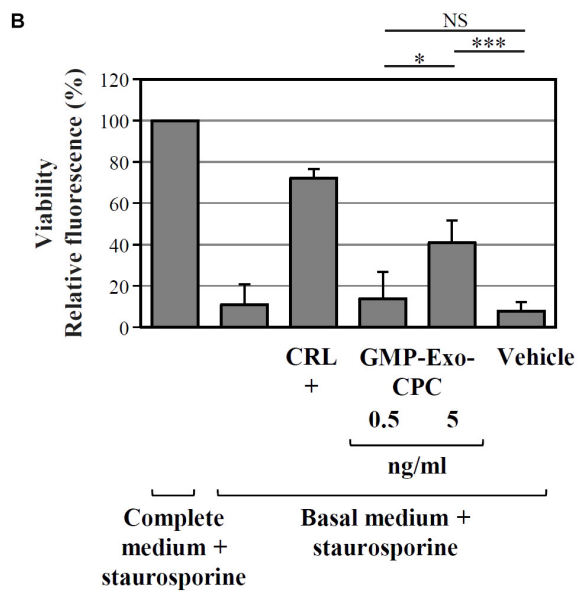 B
NS
* ***
Viability
Relative fluorescence (%)
120
100
80
60
40
20
0
CRL GMP-Exo- Vehicle
+ CPC
0.5 5
ng/ml
Complete Basal medium +
medium + staurosporine
staurosporine